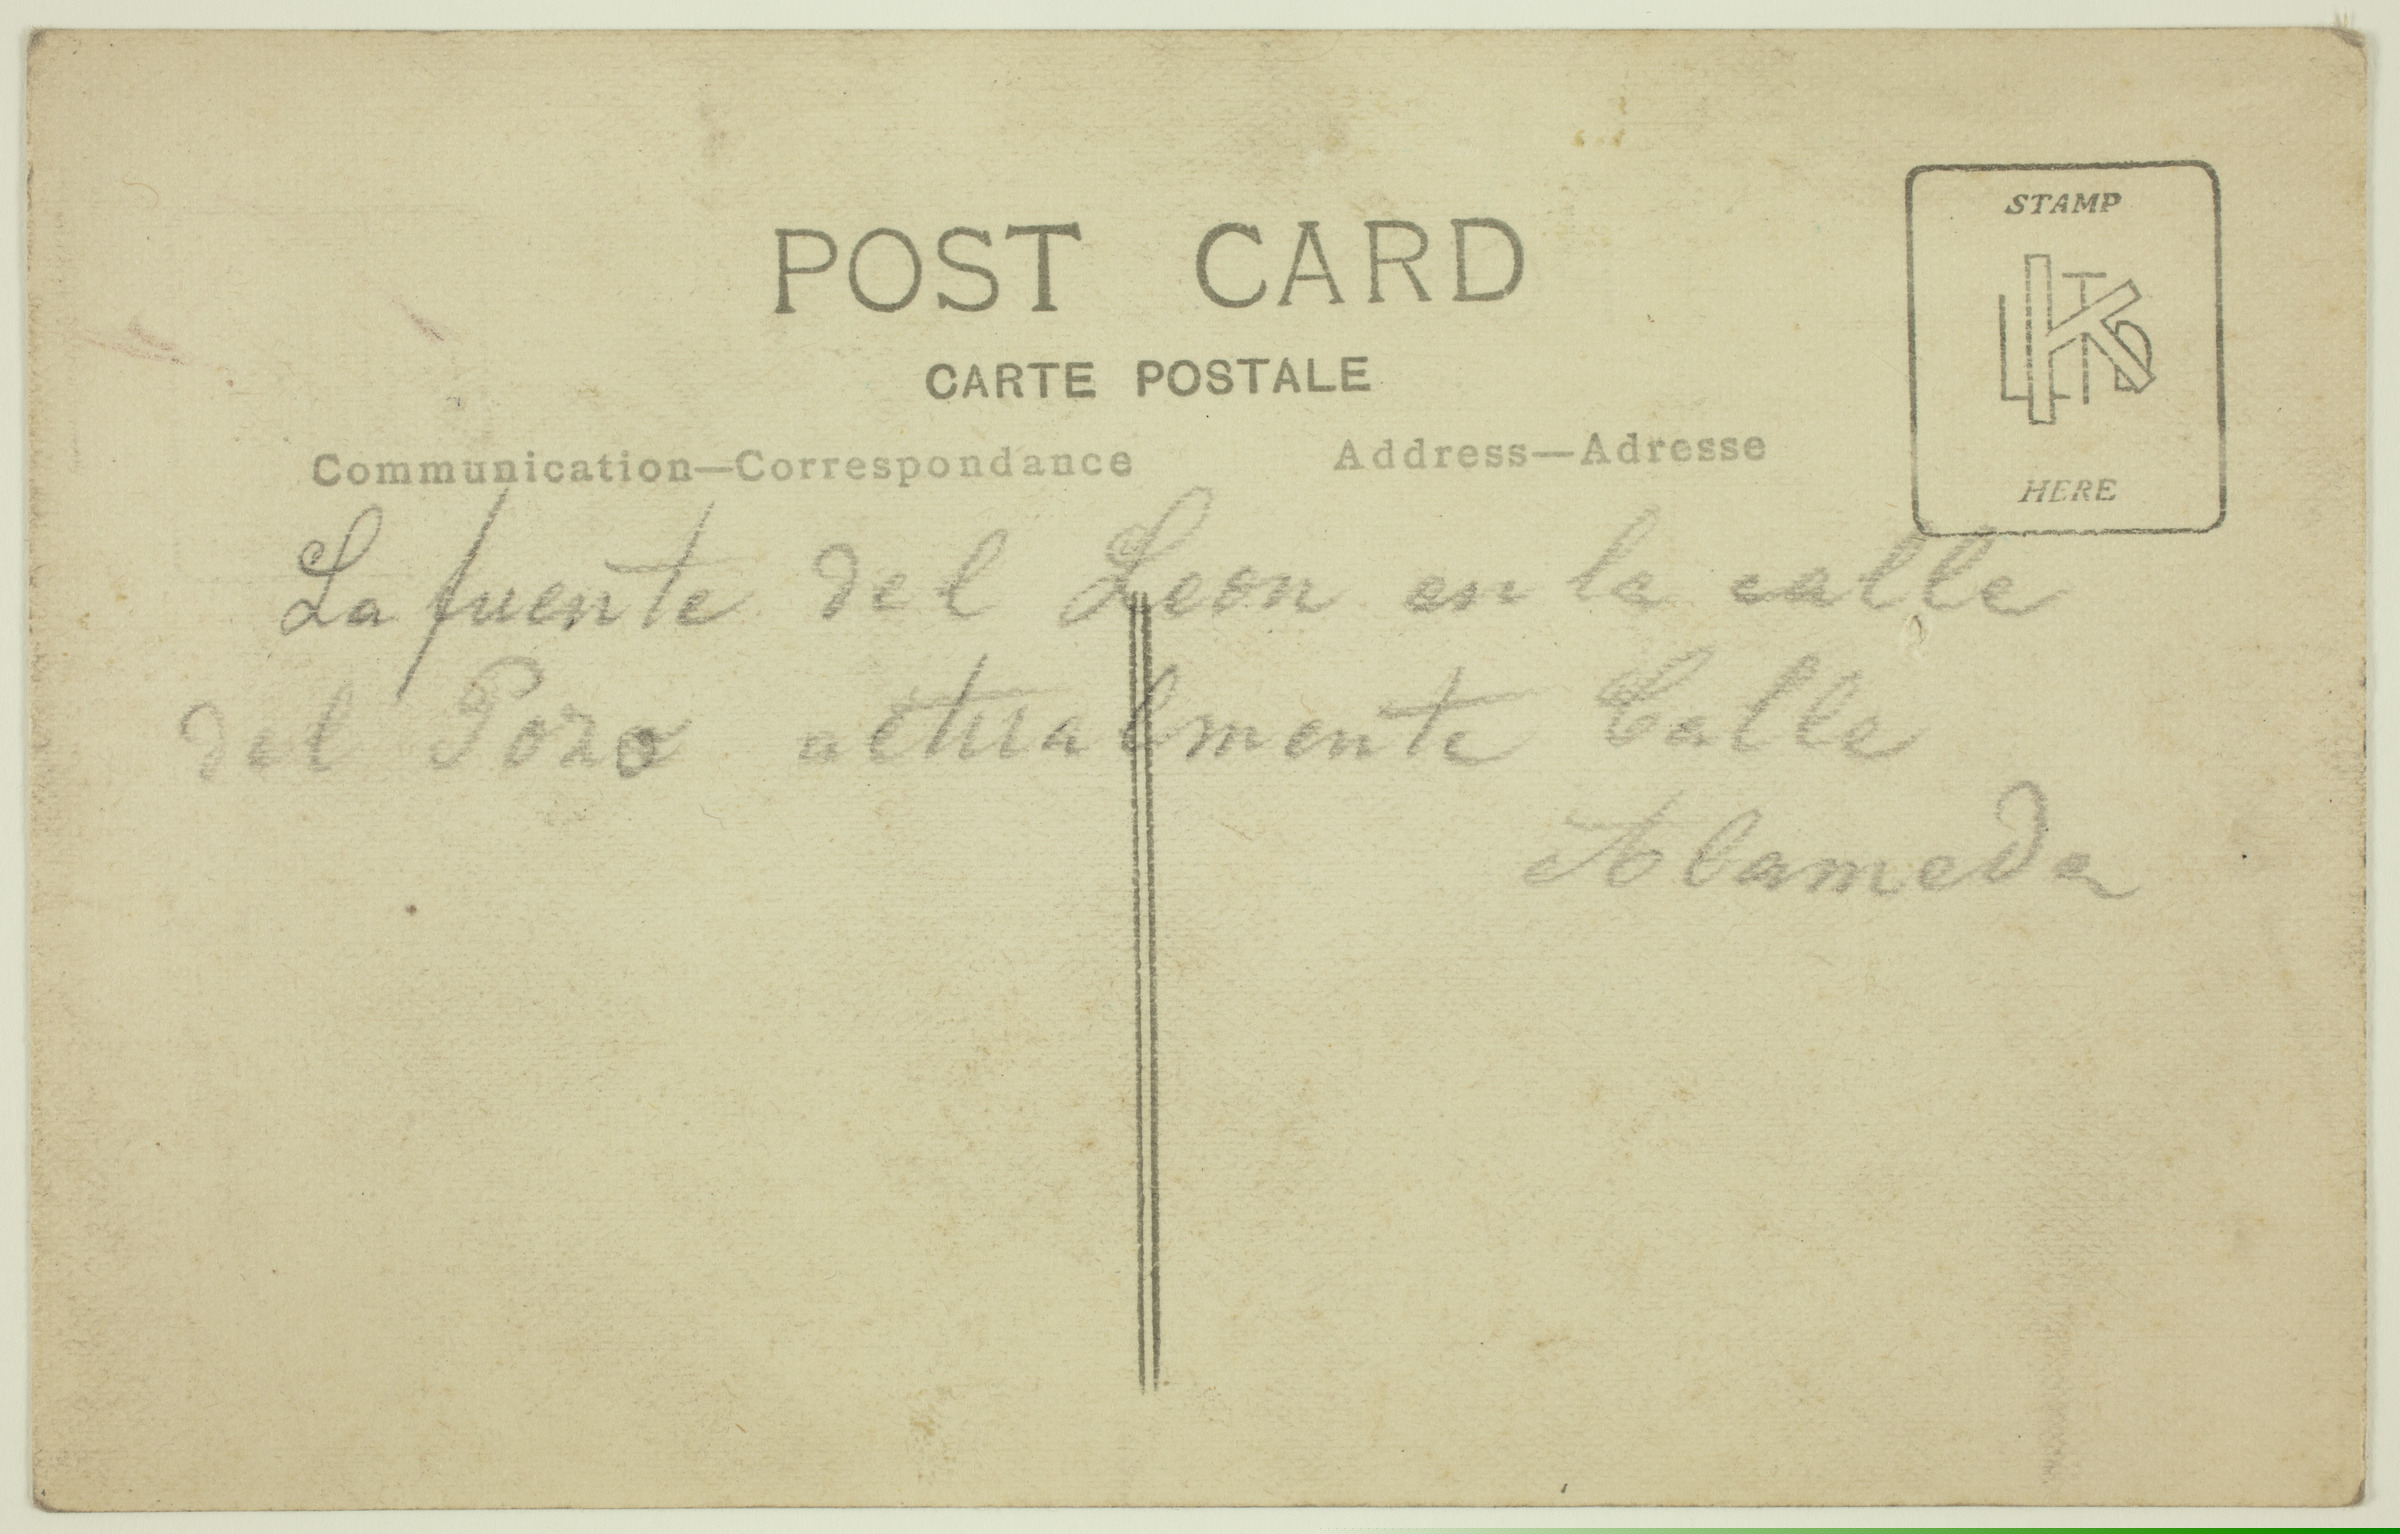 POST CARD
CARTE POSTALE
Communication—Correspondance
Address—Adresse
STAMP
KLTD
HERE
La fuente del Leon en la calle
del Pozo actualmente Calle
Alameda